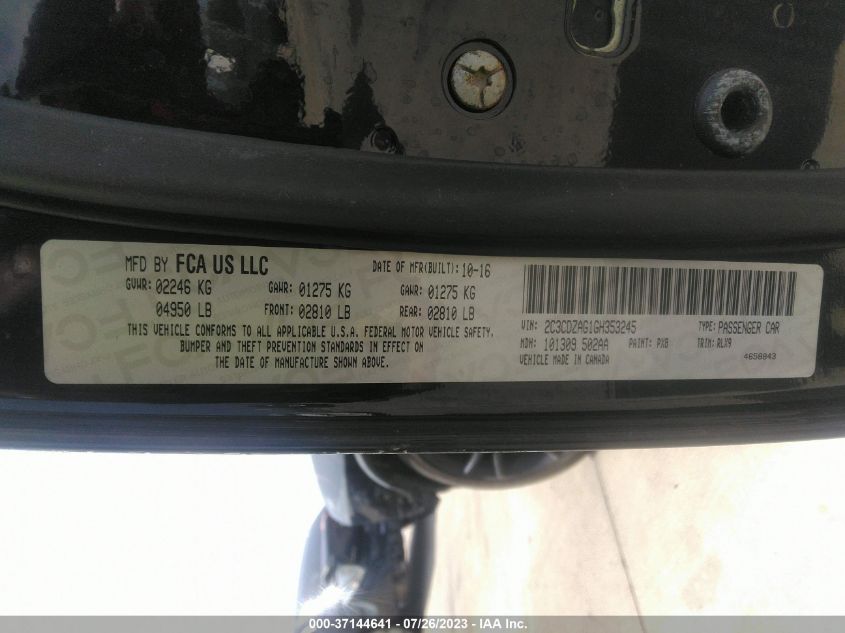 MFD BY FCA US LLC DATE OF MFR(BUILT): 10-16
GVWR: 02246 KG GAWR: 01275 KG GAWR: 01275 KG
04950 LB FRONT: 02810 LB REAR: 02810 LB
THIS VEHICLE CONFORMS TO ALL APPLICABLE U.S.A. FEDERAL MOTOR VEHICLE SAFETY,
BUMPER AND THEFT PREVENTION STANDARDS IN EFFECT ON
THE DATE OF MANUFACTURE SHOWN ABOVE.
VIN: 2C3CDZAG1GH353245 TYPE: PASSENGER CAR
MDH: 101309 502AA PAINT: PX8 TRIM: RLX9
VEHICLE MADE IN CANADA 4658843
000-37144641 / 07/26/2023 - IAA Inc.